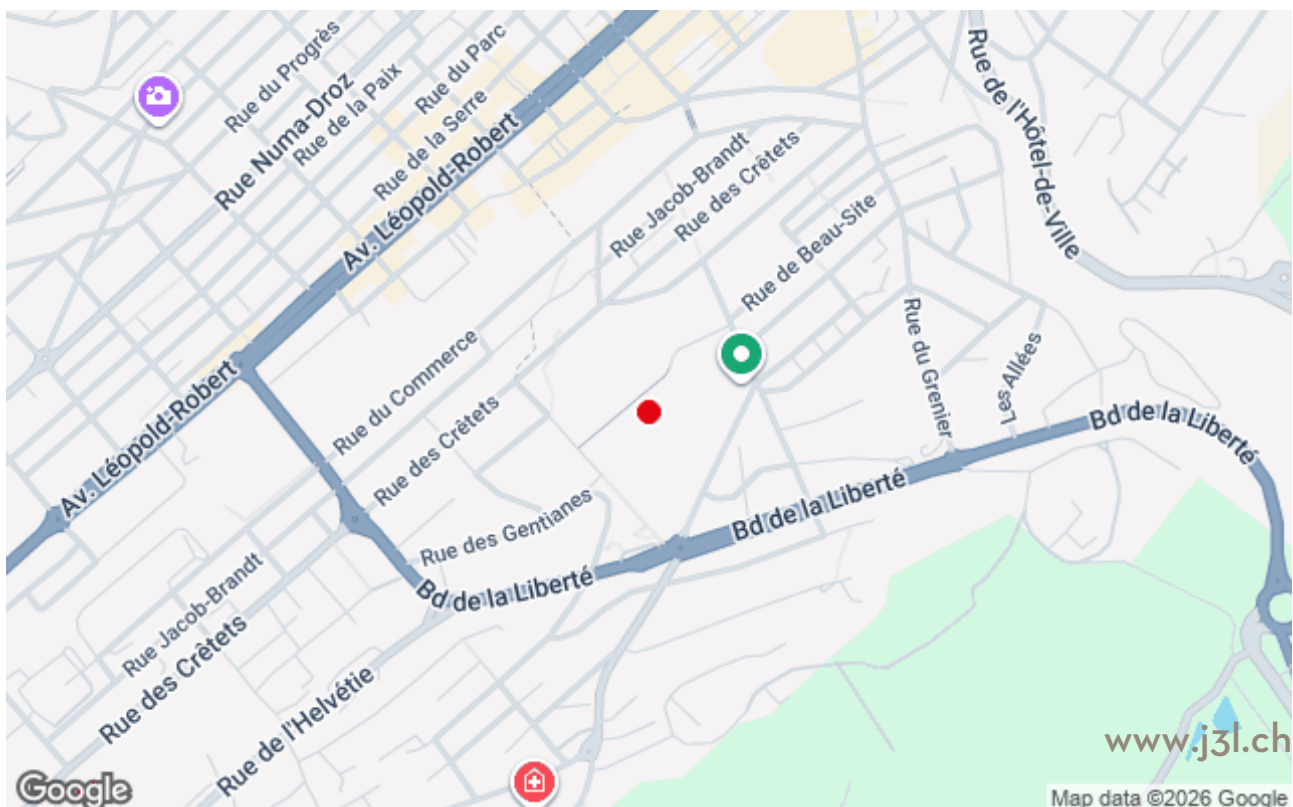 Rue du Progrès
Rue Numa-Droz
Rue de la Paix
Rue du Parc
Rue de la Serre
Av. Léopold-Robert
Rue de l'Hôtel-de-Ville
Rue Jacob-Brandt
Rue des Crêtets
Rue de Beau-Site
Rue du Grenier
Les Allées
Bd de la Liberté
Av. Léopold-Robert
Rue du Commerce
Rue des Crêtets
Rue des Gentianes
Bd de la Liberté
Bd de la Liberté
Rue Jacob-Brandt
Rue des Crêtets
Rue de l'Helvétie
www.j3l.ch
Google
Map data ©2026 Google